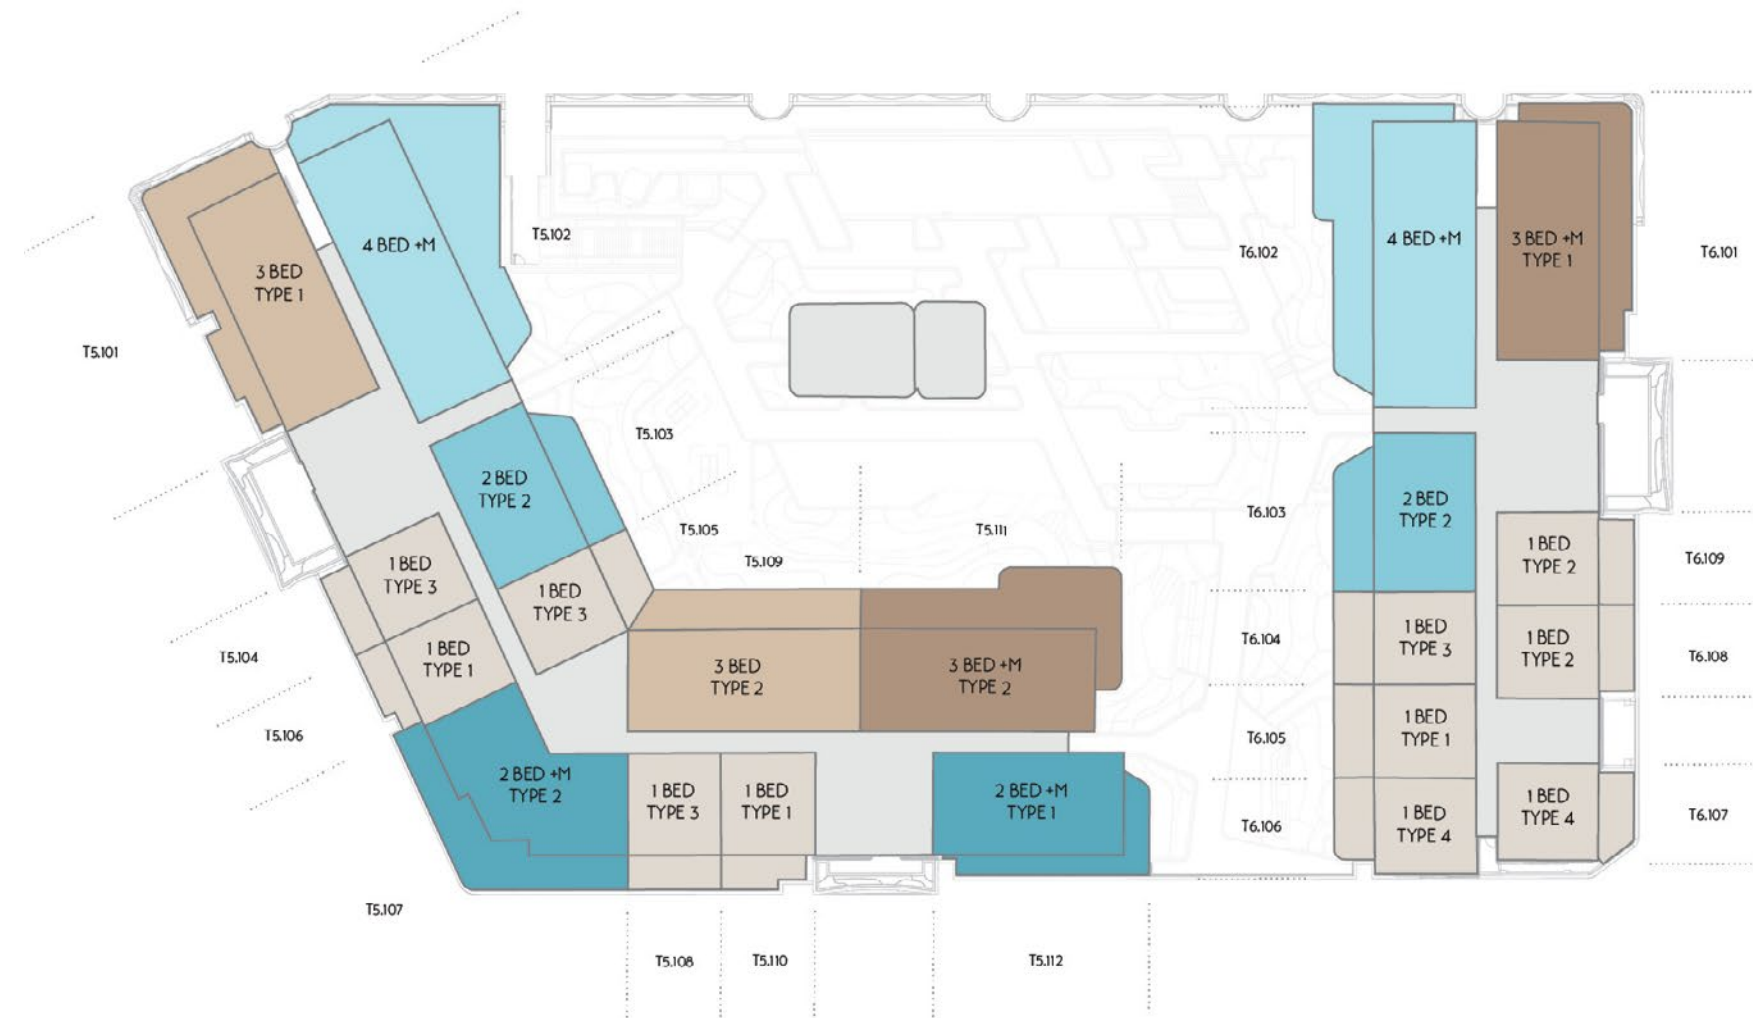 T5.102
4 BED +M
3 BED
TYPE 1
T5.101
T5.103
2 BED
TYPE 2
T5.105
T5.109
T5.111
1 BED
TYPE 3
1 BED
TYPE 3
T5.104
1 BED
TYPE 1
3 BED
TYPE 2
3 BED +M
TYPE 2
T5.106
2 BED +M
TYPE 2
1 BED
TYPE 3
1 BED
TYPE 1
2 BED +M
TYPE 1
T5.107
T5.108
T5.110
T5.112
T6.102
4 BED +M
3 BED +M
TYPE 1
T6.101
T6.103
2 BED
TYPE 2
1 BED
TYPE 2
T6.109
T6.104
1 BED
TYPE 3
1 BED
TYPE 2
T6.108
T6.105
1 BED
TYPE 1
T6.106
1 BED
TYPE 4
1 BED
TYPE 4
T6.107